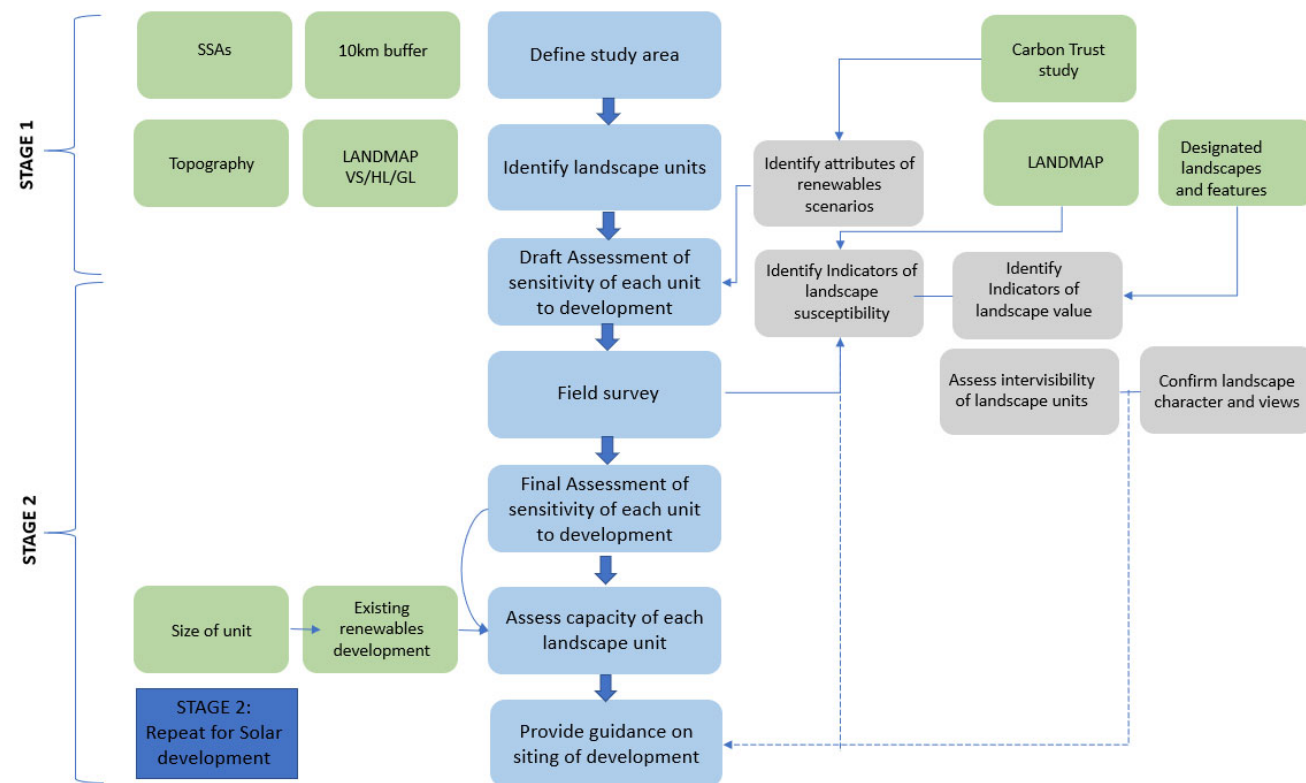 STAGE 1
SSAs
10km buffer
Define study area
Carbon Trust
study
Topography
LANDMAP
VS/HL/GL
Identify landscape units
Identify attributes of
renewables
scenarios
LANDMAP
Designated
landscapes
and features
Draft Assessment of
sensitivity of each unit
to development
Identify Indicators of
landscape
susceptibility
Identify
Indicators of
landscape value
STAGE 2
Field survey
Assess intervisibility
of landscape units
Confirm landscape
character and views
Final Assessment of
sensitivity of each unit
to development
Size of unit
Existing
renewables
development
Assess capacity of each
landscape unit
STAGE 2:
Repeat for Solar
development
Provide guidance on
siting of development